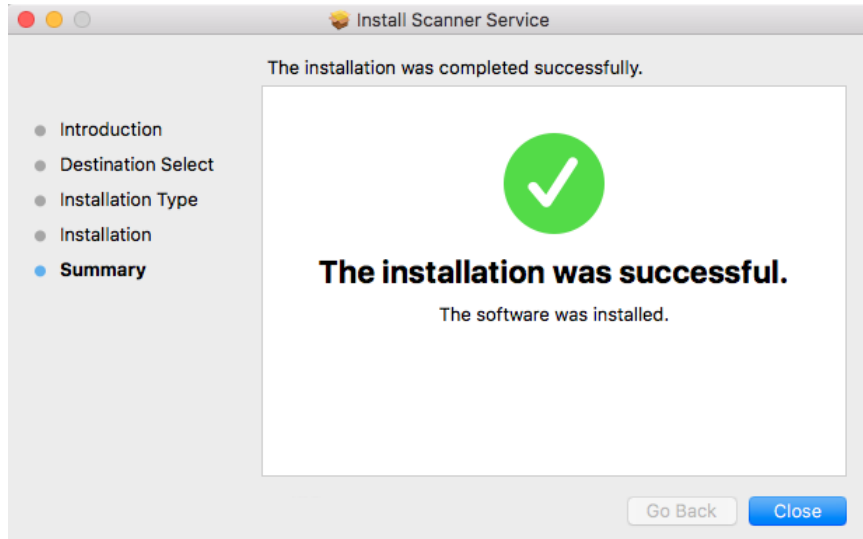 Install Scanner Service
The installation was completed successfully.
Introduction
Destination Select
Installation Type
Installation
Summary
The installation was successful.
The software was installed.
Go Back
Close